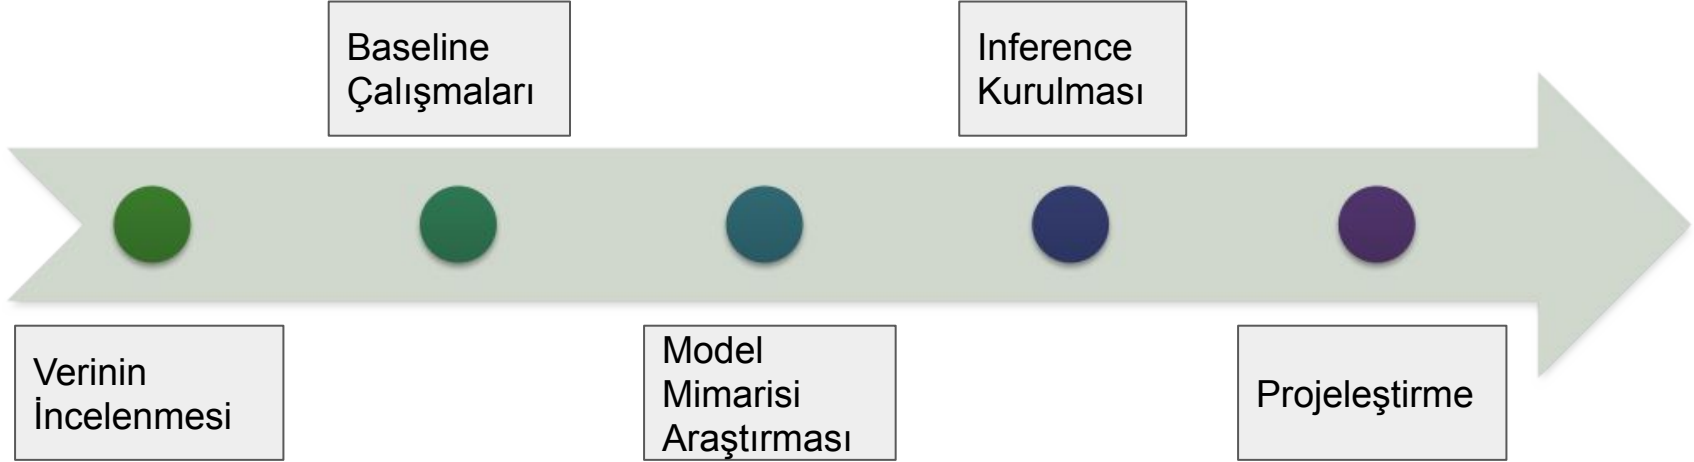 Baseline
Çalışmaları
Inference
Kurulması
Verinin
İncelenmesi
Model
Mimarisi
Araştırması
Projeleştirme